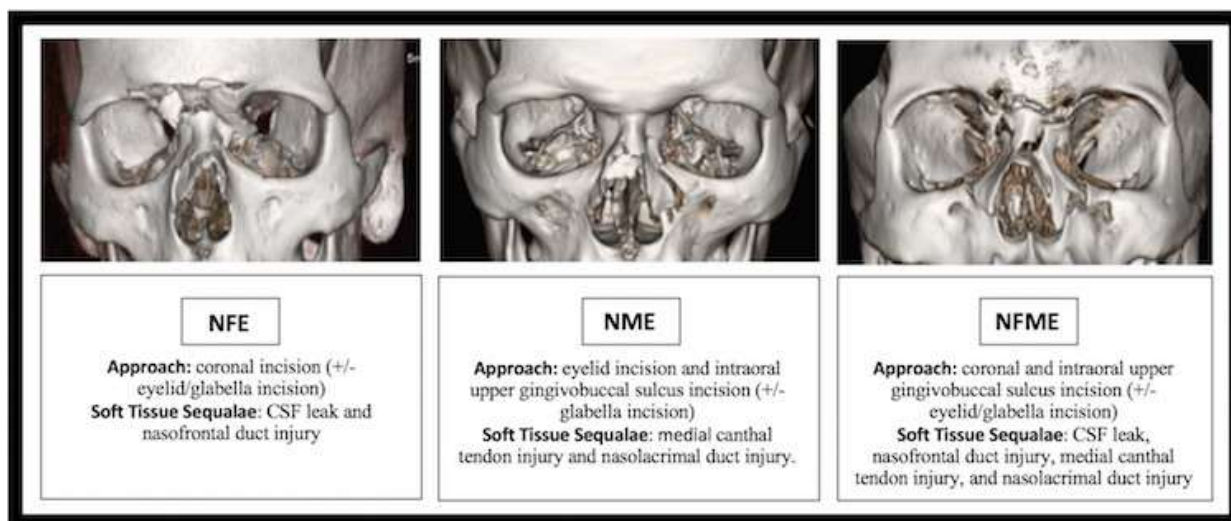 NFE
Approach: coronal incision (+/-
eyelid/glabella incision)
Soft Tissue Sequalae: CSF leak and
nasofrontal duct injury
NME
Approach: eyelid incision and intraoral
upper gingivobuccal sulcus incision (+/-
glabella incision)
Soft Tissue Sequalae: medial canthal
tendon injury and nasolacrimal duct injury.
NFME
Approach: coronal and intraoral upper
gingivobuccal sulcus incision (+/-
eyelid/glabella incision)
Soft Tissue Sequalae: CSF leak,
nasofrontal duct injury, medial canthal
tendon injury, and nasolacrimal duct injury